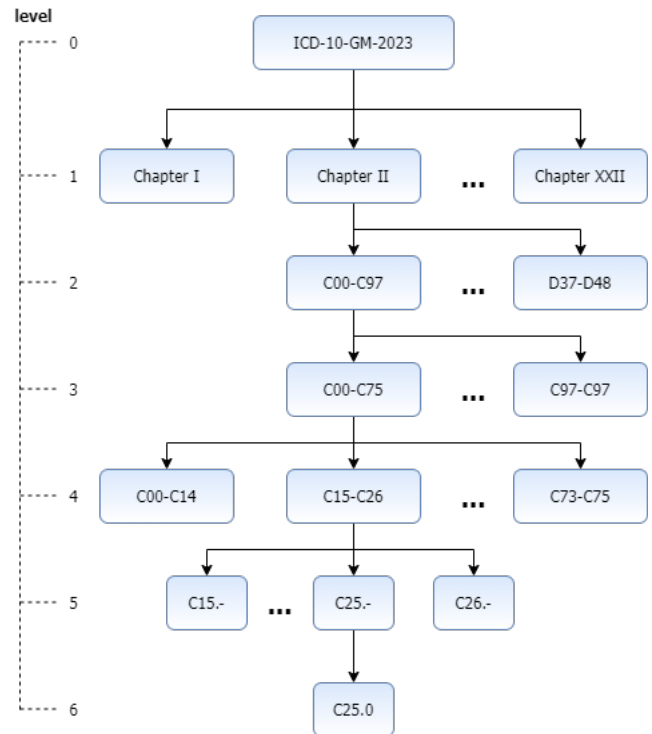 level
0
ICD-10-GM-2023
1
Chapter I
Chapter II
...
Chapter XXII
2
C00-C97
...
D37-D48
3
C00-C75
...
C97-C97
4
C00-C14
C15-C26
...
C73-C75
5
C15.-
...
C25.-
C26.-
6
C25.0